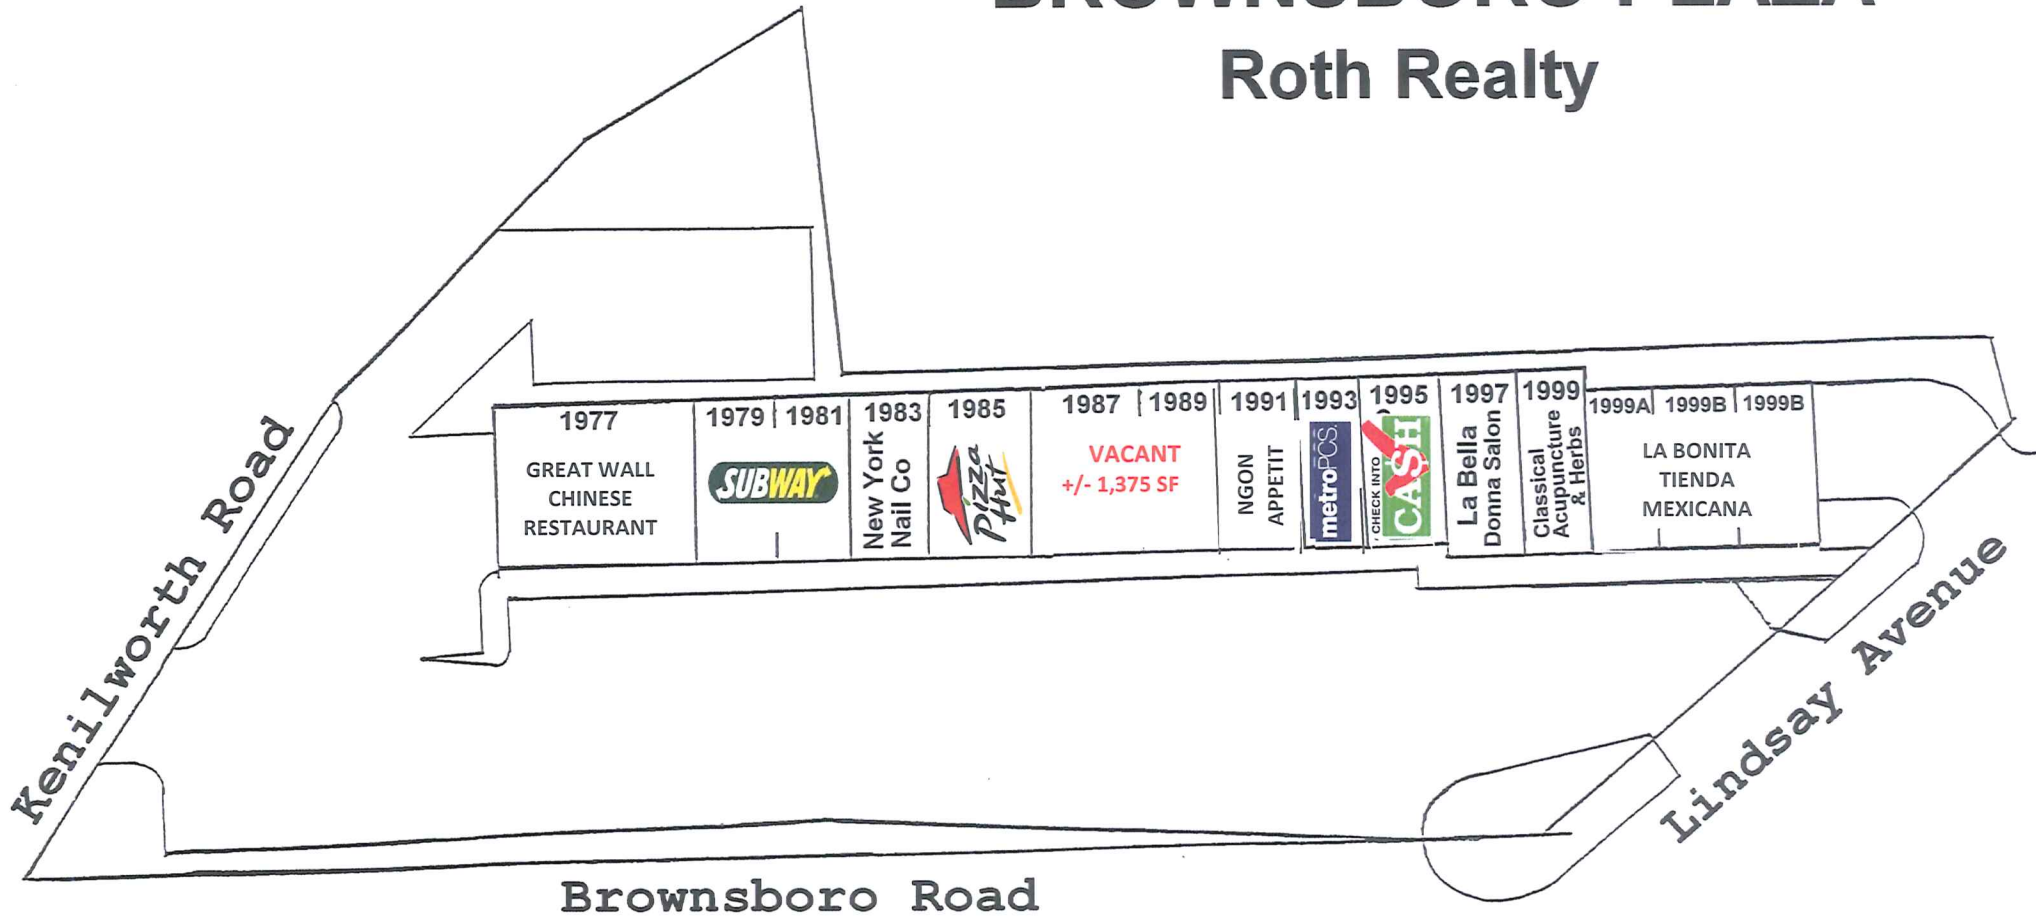 BROWNSBORO PLAZA
Roth Realty
Kenilworth Road
1977
GREAT WALL
CHINESE
RESTAURANT
1979
1981
SUBWAY
1983
New York
Nail Co
1985
Pizza
Hut
1987
1989
VACANT
+/- 1,375 SF
1991
NGON
APPETIT
1993
metroPCS.
1995
CHECK INTO
CASH
1997
La Bella
Donna Salon
1999
Classical
Acupuncture
& Herbs
1999A
1999B
1999B
LA BONITA
TIENDA
MEXICANA
Lindsay Avenue
Brownsboro Road